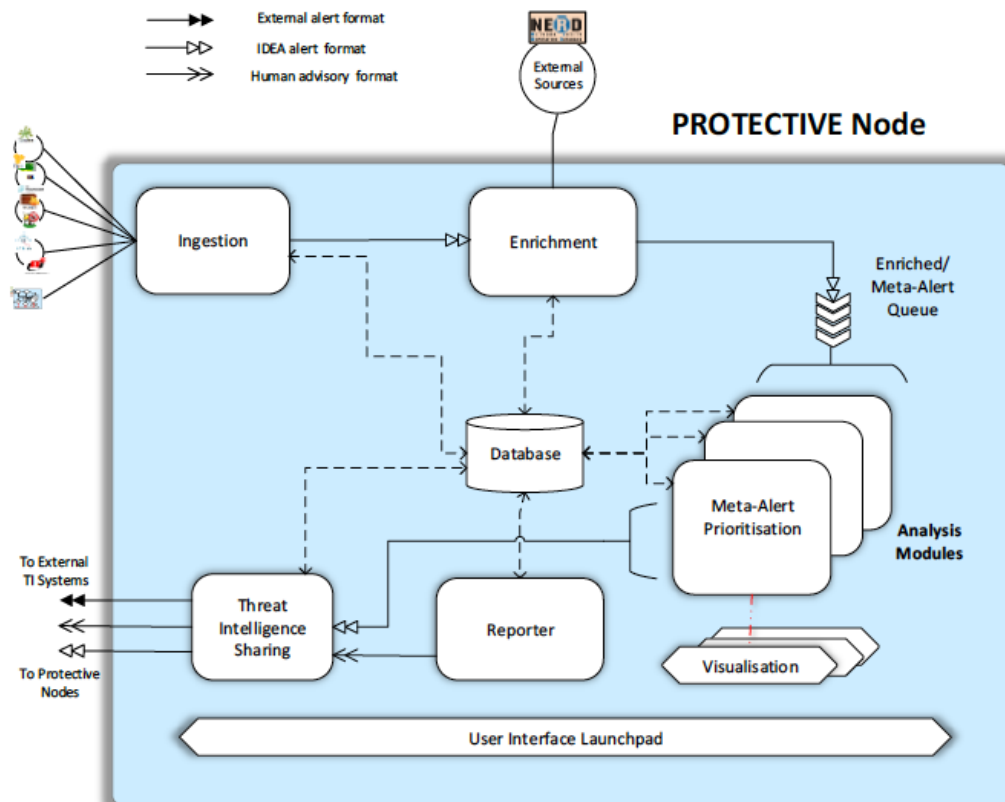 External alert format
IDEA alert format
Human advisory format
NERD
External
Sources
PROTECTIVE Node
Ingestion
Enrichment
Enriched/
Meta-Alert
Queue
Database
Meta-Alert
Prioritisation
Analysis
Modules
To External
TI Systems
Threat
Intelligence
Sharing
Reporter
To Protective
Nodes
Visualisation
User Interface Launchpad